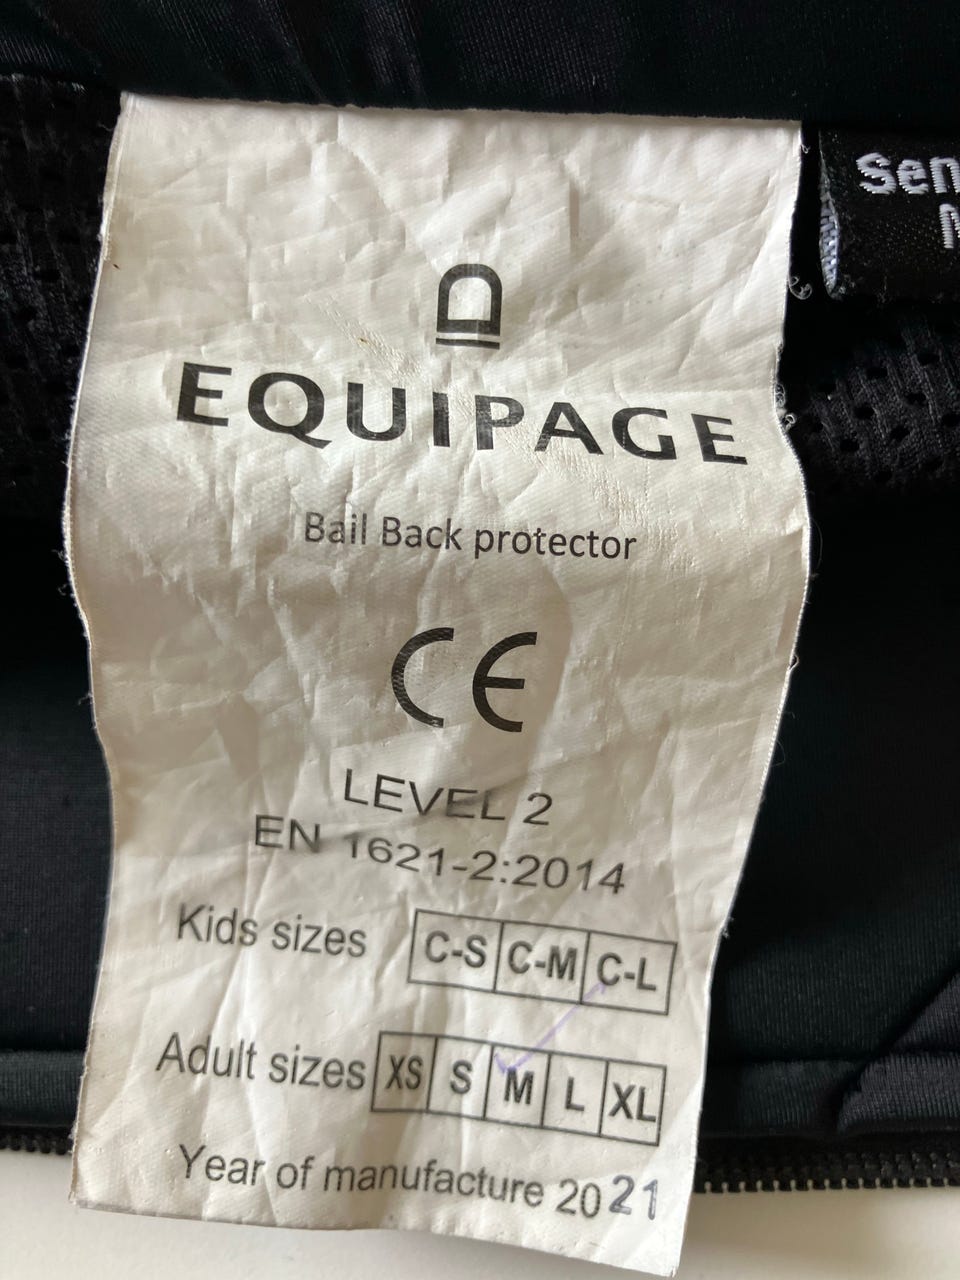 EQUIPAGE
Bail Back protector
CE
LEVEL 2
EN 1621-2:2014
Kids sizes C-S C-M C-L
Adult sizes XS S M L XL
Year of manufacture 2021
Sen